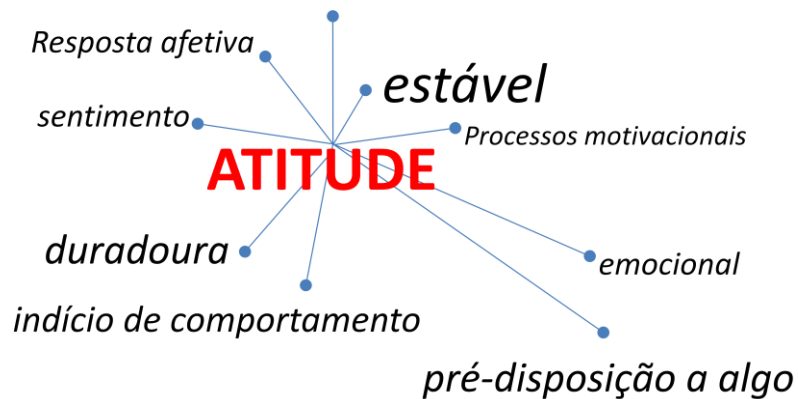 Resposta afetiva
estável
sentimento
Processos motivacionais
ATITUDE
duradoura
emocional
indício de comportamento
pré-disposição a algo